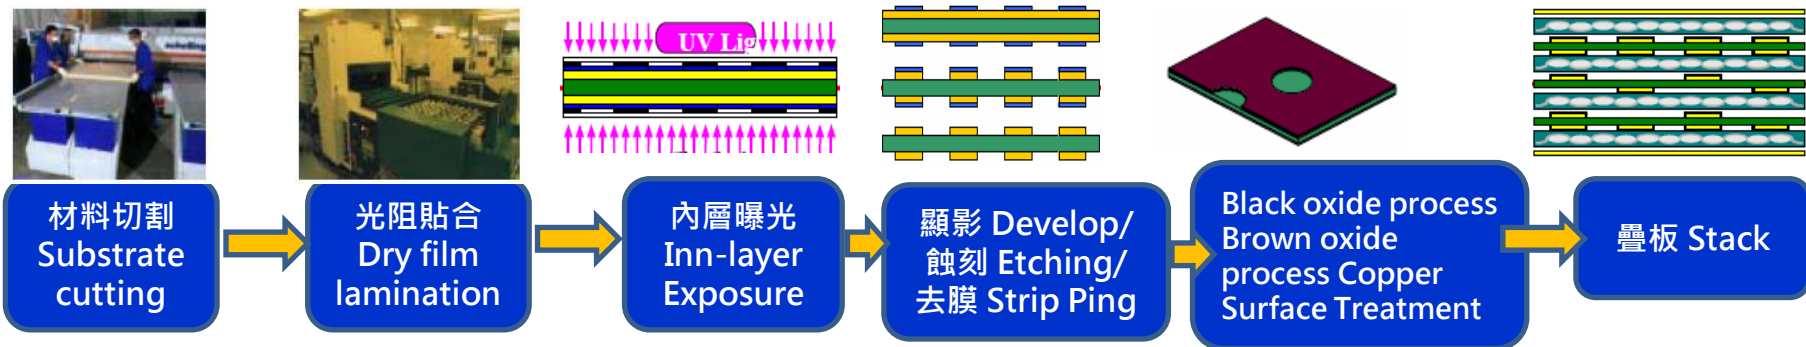 UV Lig
材料切割
Substrate
cutting
光阻貼合
Dry film
lamination
內層曝光
Inn-layer
Exposure
顯影 Develop/
蝕刻 Etching/
去膜 Strip Ping
Black oxide process
Brown oxide
process Copper
Surface Treatment
疊板 Stack